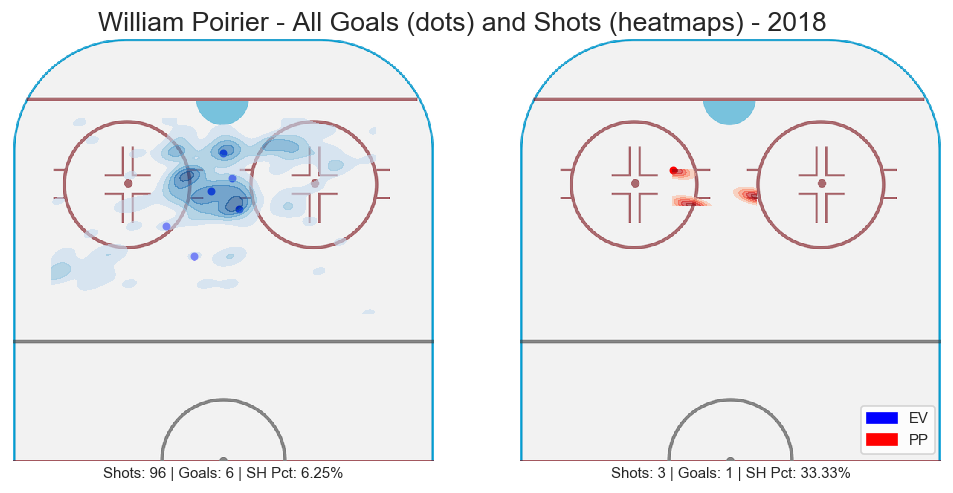 William Poirier - All Goals (dots) and Shots (heatmaps) - 2018
EV
PP
Shots: 96 | Goals: 6 | SH Pct: 6.25%
Shots: 3 | Goals: 1 | SH Pct: 33.33%